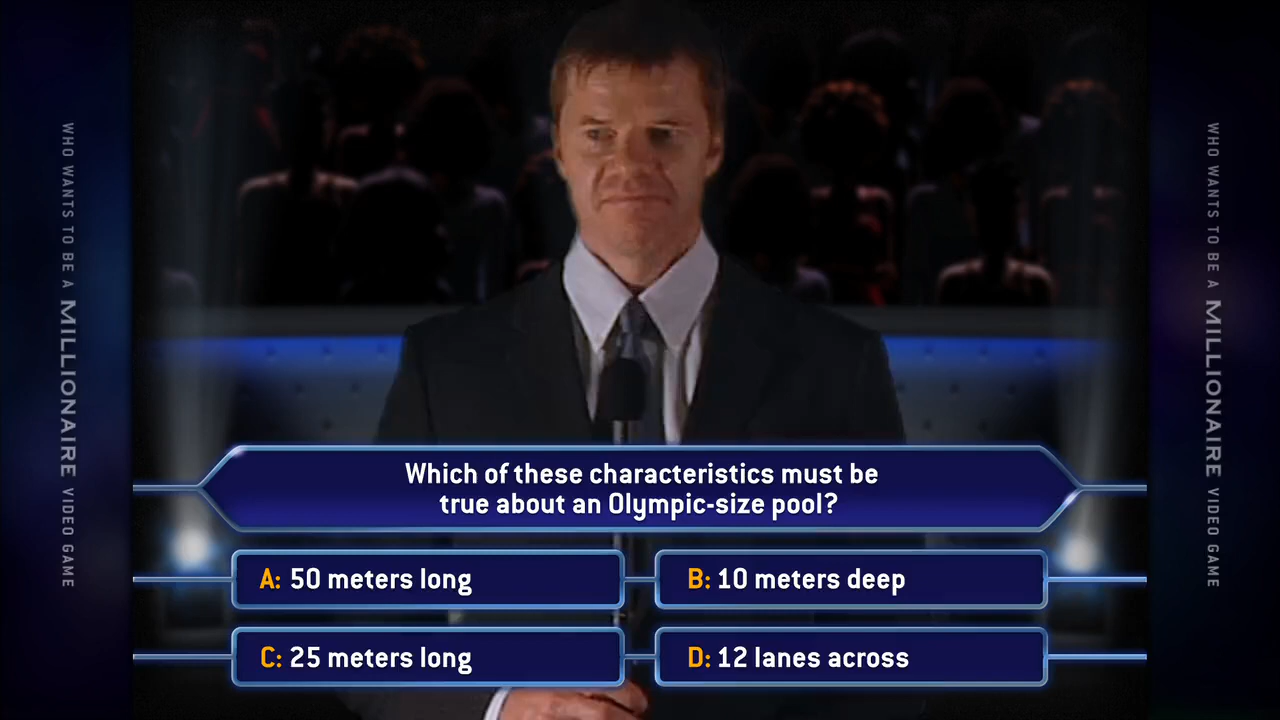 WHO WANTS TO BE A MILLIONAIRE VIDEO GAME
Which of these characteristics must be
true about an Olympic-size pool?
A: 50 meters long
B: 10 meters deep
C: 25 meters long
D: 12 lanes across
WHO WANTS TO BE A MILLIONAIRE VIDEO GAME